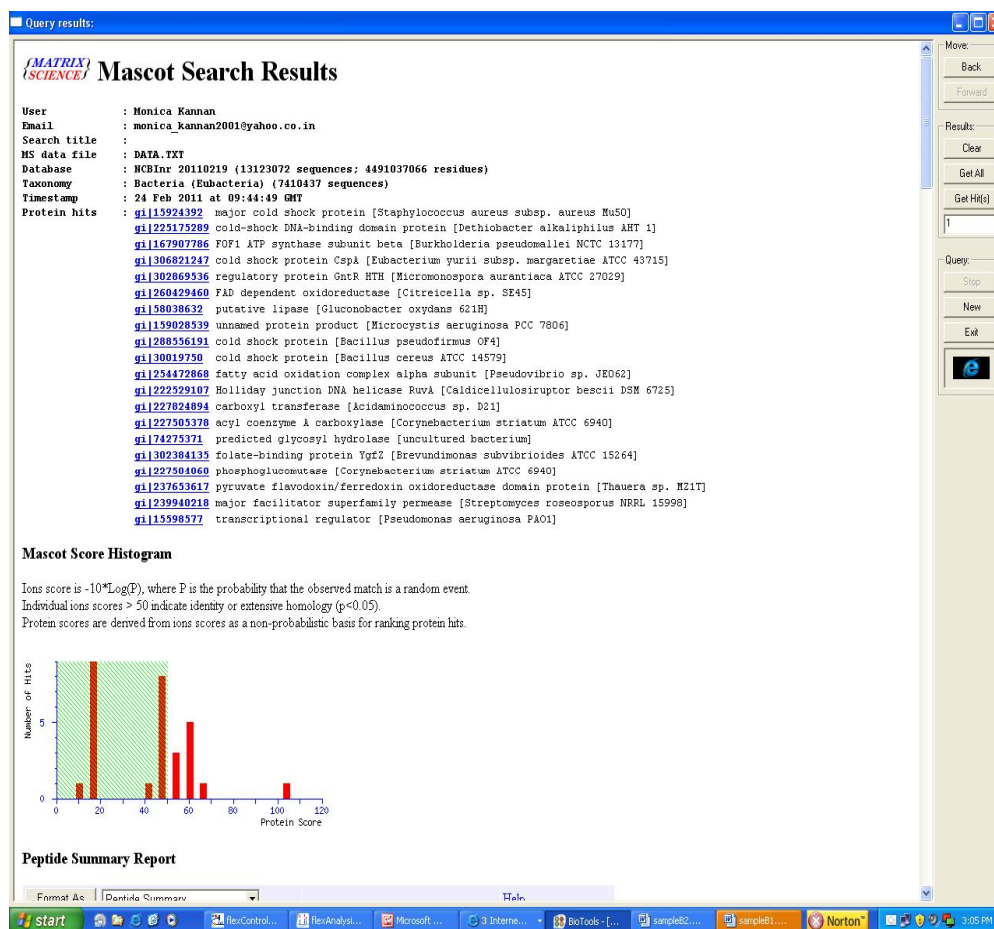 Query results:
{MATRIX SCIENCE} Mascot Search Results
User : Monica Kannan
Email : monica_kannan2001@yahoo.co.in
Search title :
MS data file : DATA.TXT
Database : NCBInr 20110219 (13123072 sequences; 4491037066 residues)
Taxonomy : Bacteria (Eubacteria) (7410437 sequences)
Timestamp : 24 Feb 2011 at 09:44:49 GMT
Protein hits : gi|15924392 major cold shock protein [Staphylococcus aureus subsp. aureus Mu50]
gi|225175289 cold-shock DNA-binding domain protein [Dethiobacter alkaliphilus AHT 1]
gi|167907786 F0F1 ATP synthase subunit beta [Burkholderia pseudomallei NCTC 13177]
gi|306821247 cold shock protein CspA [Eubacterium yurii subsp. margaretiae ATCC 43715]
gi|302869536 regulatory protein GntR HTH [Micromonospora aurantiaca ATCC 27029]
gi|260429460 FAD dependent oxidoreductase [Citreicella sp. SE45]
gi|58038632 putative lipase [Gluconobacter oxydans 621H]
gi|159028539 unnamed protein product [Microcystis aeruginosa PCC 7806]
gi|288556191 cold shock protein [Bacillus pseudofirmus OF4]
gi|30019750 cold shock protein [Bacillus cereus ATCC 14579]
gi|254472868 fatty acid oxidation complex alpha subunit [Pseudovibrio sp. JE062]
gi|222529107 Holliday junction DNA helicase RuvA [Caldicellulosiruptor bescii DSM 6725]
gi|227824894 carboxyl transferase [Acidaminococcus sp. D21]
gi|227505378 acyl coenzyme A carboxylase [Corynebacterium striatum ATCC 6940]
gi|74275371 predicted glycosyl hydrolase [uncultured bacterium]
gi|302384135 folate-binding protein YgfZ [Brevundimonas subvibrioides ATCC 15264]
gi|227504060 phosphoglucomutase [Corynebacterium striatum ATCC 6940]
gi|237653617 pyruvate flavodoxin/ferredoxin oxidoreductase domain protein [Thauera sp. MZ1T]
gi|239940218 major facilitator superfamily permease [Streptomyces roseosporus NRRL 15998]
gi|15598577 transcriptional regulator [Pseudomonas aeruginosa PAO1]
Mascot Score Histogram
Ions score is -10*Log(P), where P is the probability that the observed match is a random event.
Individual ions scores > 50 indicate identity or extensive homology (p<0.05).
Protein scores are derived from ions scores as a non-probabilistic basis for ranking protein hits.
Number of Hits
5
0
0 20 40 60 80 100 120
Protein Score
Peptide Summary Report
Format As Peptide Summary Help
Move:
Back
Forward
Results:
Clear
Get All
Get Hit(s)
1
Query:
Stop
New
Exit
start flexControl... flexAnalysi... Microsoft ... 3 Interne... BioTools - [... sampleB2.... sampleB1.... Norton™ 3:05 PM